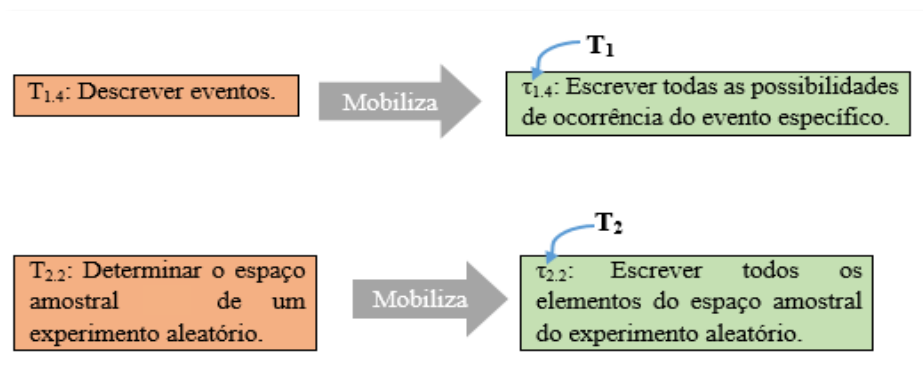 T₁
T₁.₄: Descrever eventos.
Mobiliza
τ₁.₄: Escrever todas as possibilidades
de ocorrência do evento específico.
T₂
T₂.₂: Determinar o espaço
amostral de um
experimento aleatório.
Mobiliza
τ₂.₂: Escrever todos os
elementos do espaço amostral
do experimento aleatório.